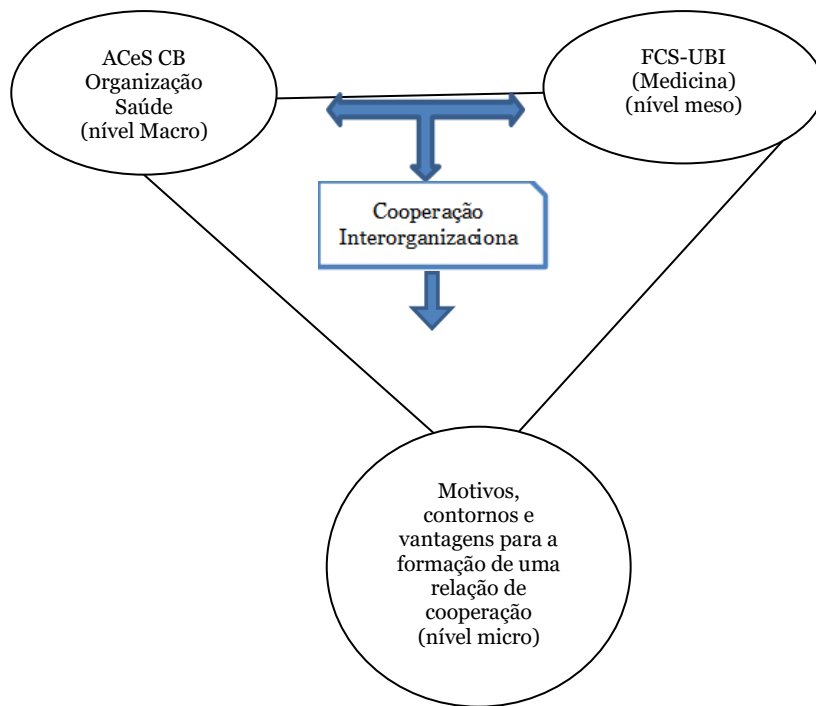 ACeS CB
Organização
Saúde
(nível Macro)
FCS-UBI
(Medicina)
(nível meso)
Cooperação
Interorganizaciona
Motivos,
contornos e
vantagens para a
formação de uma
relação de
cooperação
(nível micro)